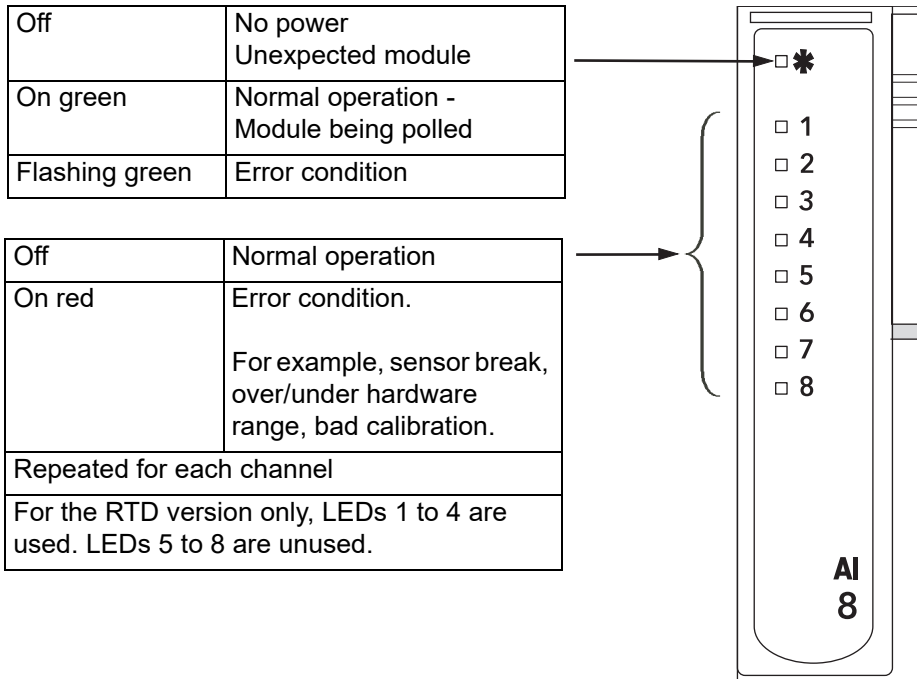 Off
No power
Unexpected module
On green
Normal operation -
Module being polled
Flashing green
Error condition
Off
Normal operation
On red
Error condition.
For example, sensor break,
over/under hardware
range, bad calibration.
Repeated for each channel
For the RTD version only, LEDs 1 to 4 are
used. LEDs 5 to 8 are unused.
✱
1
2
3
4
5
6
7
8
AI
8